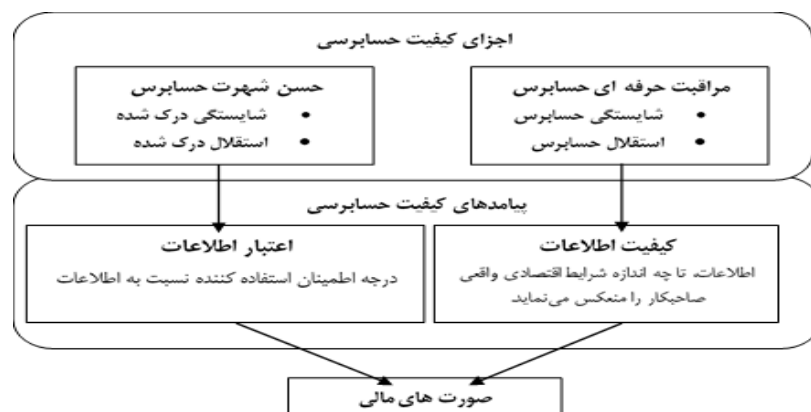 اجزای کیفیت حسابرسی
مراقبت حرفه ای حسابرس
• شایستگی حسابرس
• استقلال حسابرس
حسن شهرت حسابرس
• شایستگی درک شده
• استقلال درک شده
پیامدهای کیفیت حسابرسی
کیفیت اطلاعات
اطلاعات، تا چه اندازه شرایط اقتصادی واقعی
صاحبکار را منعکس می‌نماید
اعتبار اطلاعات
درجه اطمینان استفاده کننده نسبت به اطلاعات
صورت های مالی